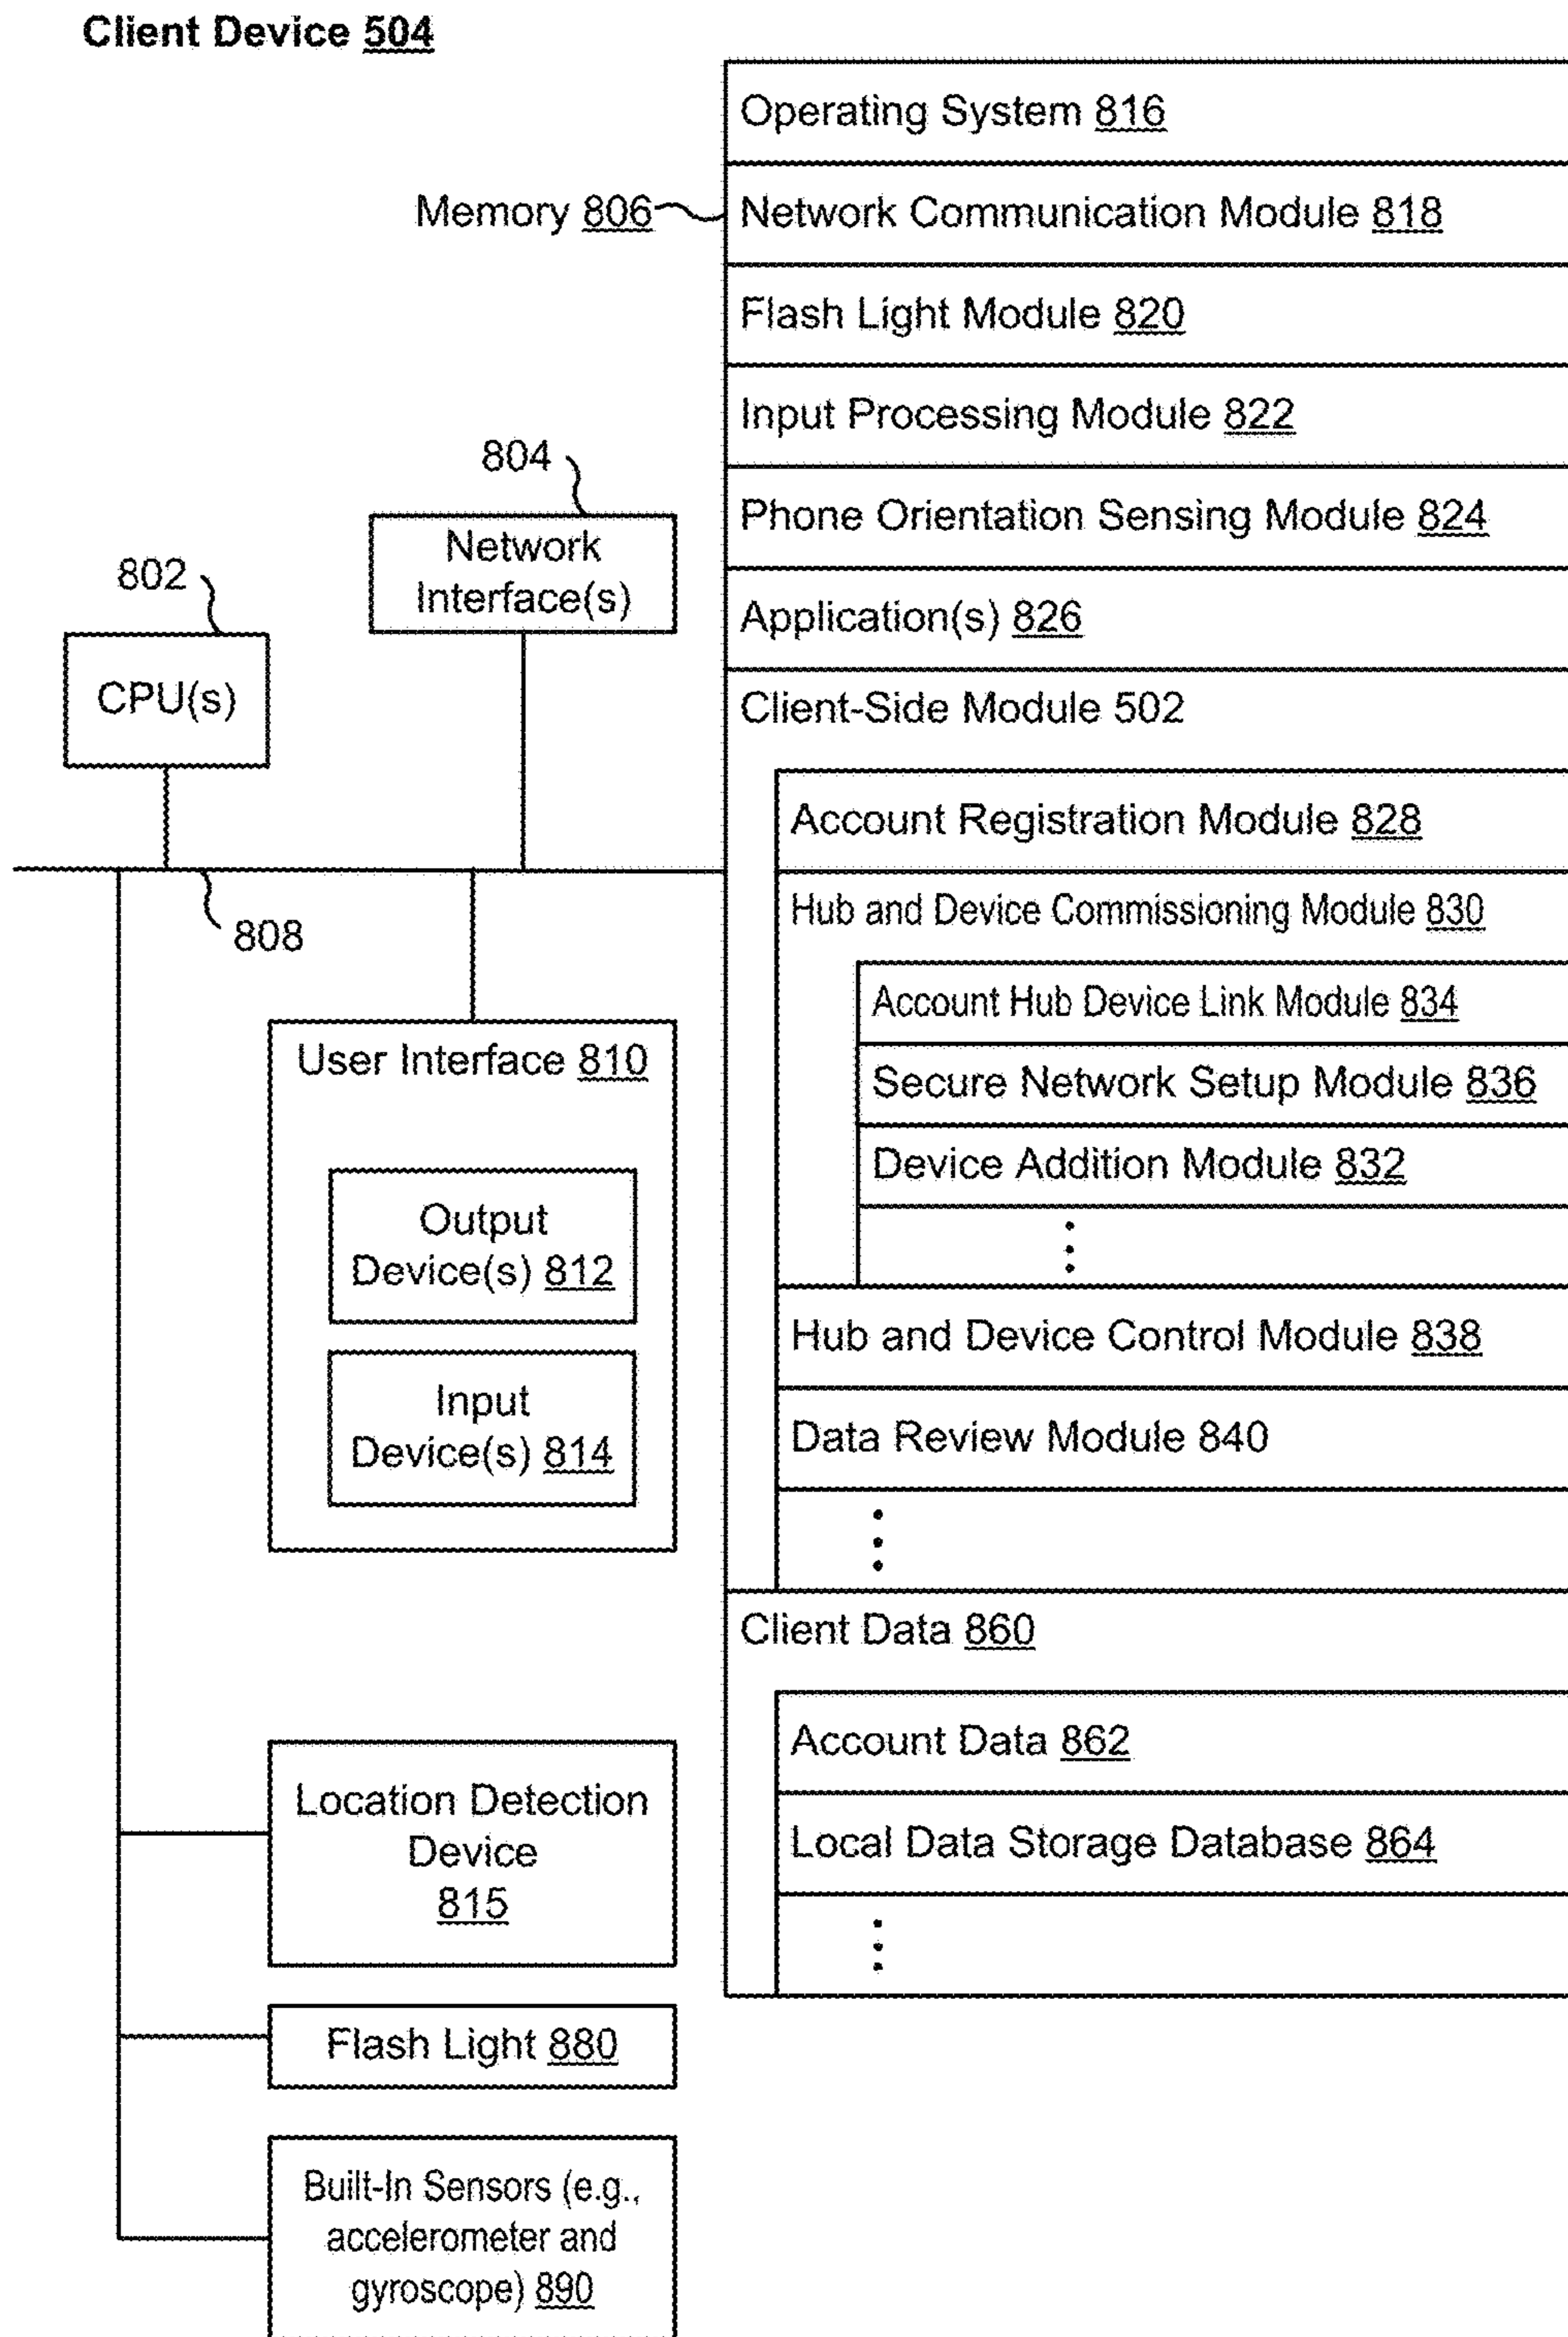 Client Device 504
Operating System 816
Memory 806
Network Communication Module 818
Flash Light Module 820
Input Processing Module 822
804
Phone Orientation Sensing Module 824
Network
Interface(s)
802
Application(s) 826
CPU(s)
Client-Side Module 502
Account Registration Module 828
808
Hub and Device Commissioning Module 830
Account Hub Device Link Module 834
User Interface 810
Secure Network Setup Module 836
Device Addition Module 832
Output
Device(s) 812
Hub and Device Control Module 838
Input
Device(s) 814
Data Review Module 840
Client Data 860
Account Data 862
Location Detection
Device
815
Local Data Storage Database 864
Flash Light 880
Built-In Sensors (e.g.,
accelerometer and
gyroscope) 890